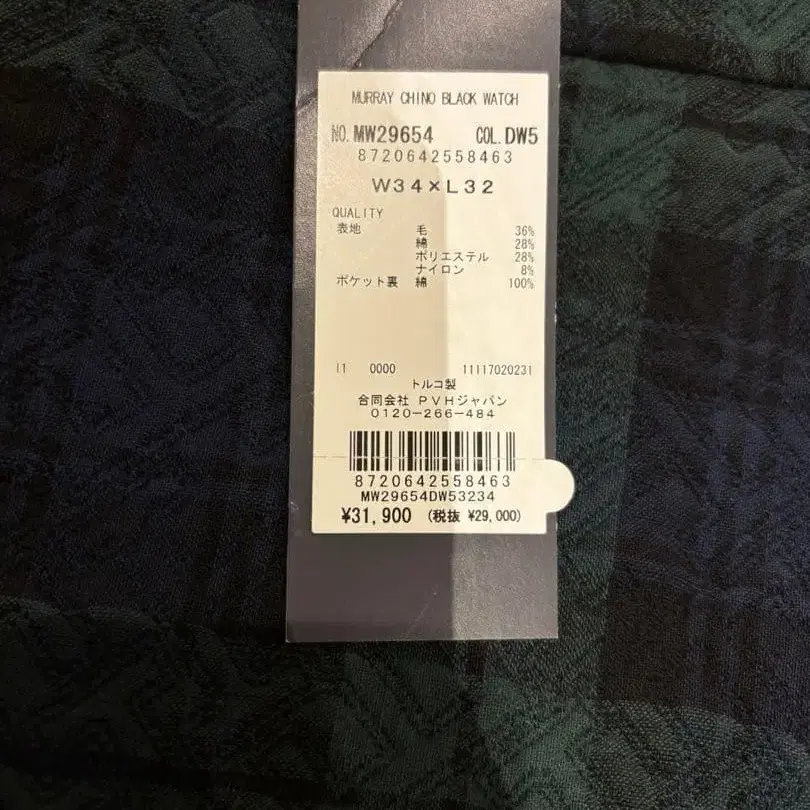 MURRAY CHINO BLACK WATCH
NO. MW29654 COL. DW5
8720642558463
W34×L32
QUALITY
表地 毛 36%
綿 28%
ポリエステル 28%
ナイロン 8%
ポケット裏 綿 100%
I1 0000 11117020231
トルコ製
合同会社 PVHジャパン
0120-266-484
8720642558463
MW29654DW53234
¥31,900 (税抜 ¥29,000)